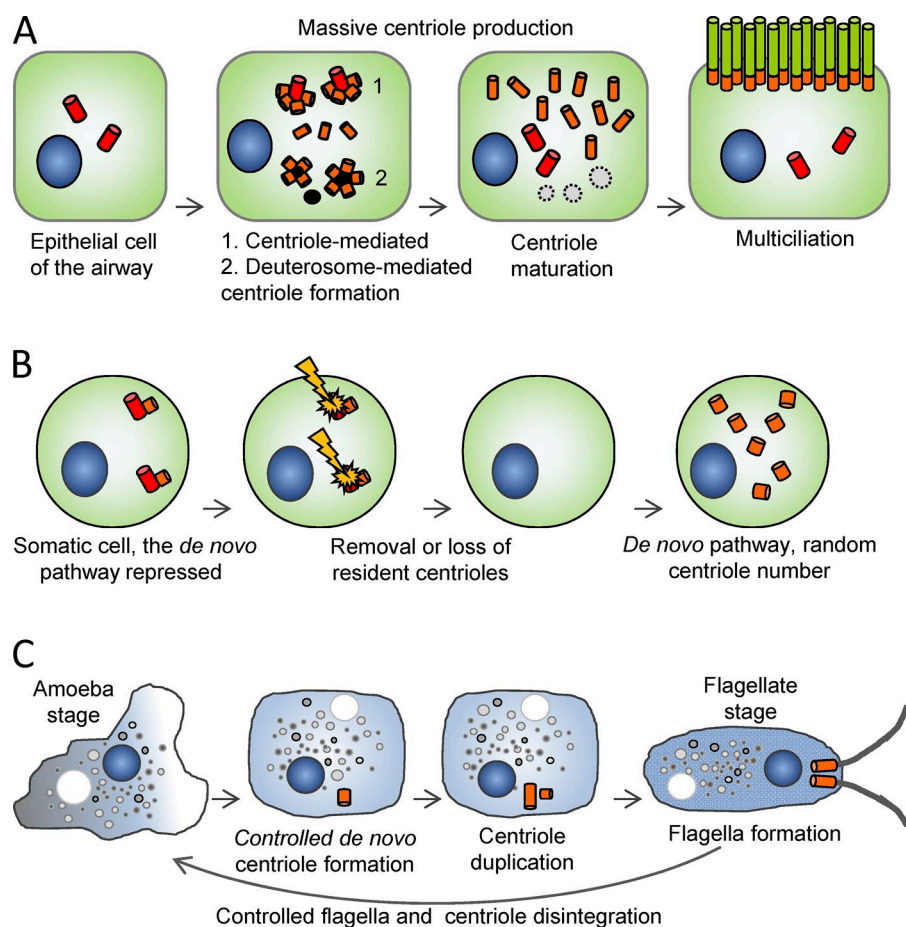 A
Massive centriole production
1
2
Epithelial cell
of the airway
1. Centriole-mediated
2. Deuterosome-mediated
centriole formation
Centriole
maturation
Multiciliation
B
Somatic cell, the de novo
pathway repressed
Removal or loss of
resident centrioles
De novo pathway, random
centriole number
C
Amoeba
stage
Flagellate
stage
Controlled de novo
centriole formation
Centriole
duplication
Flagella formation
Controlled flagella and centriole disintegration